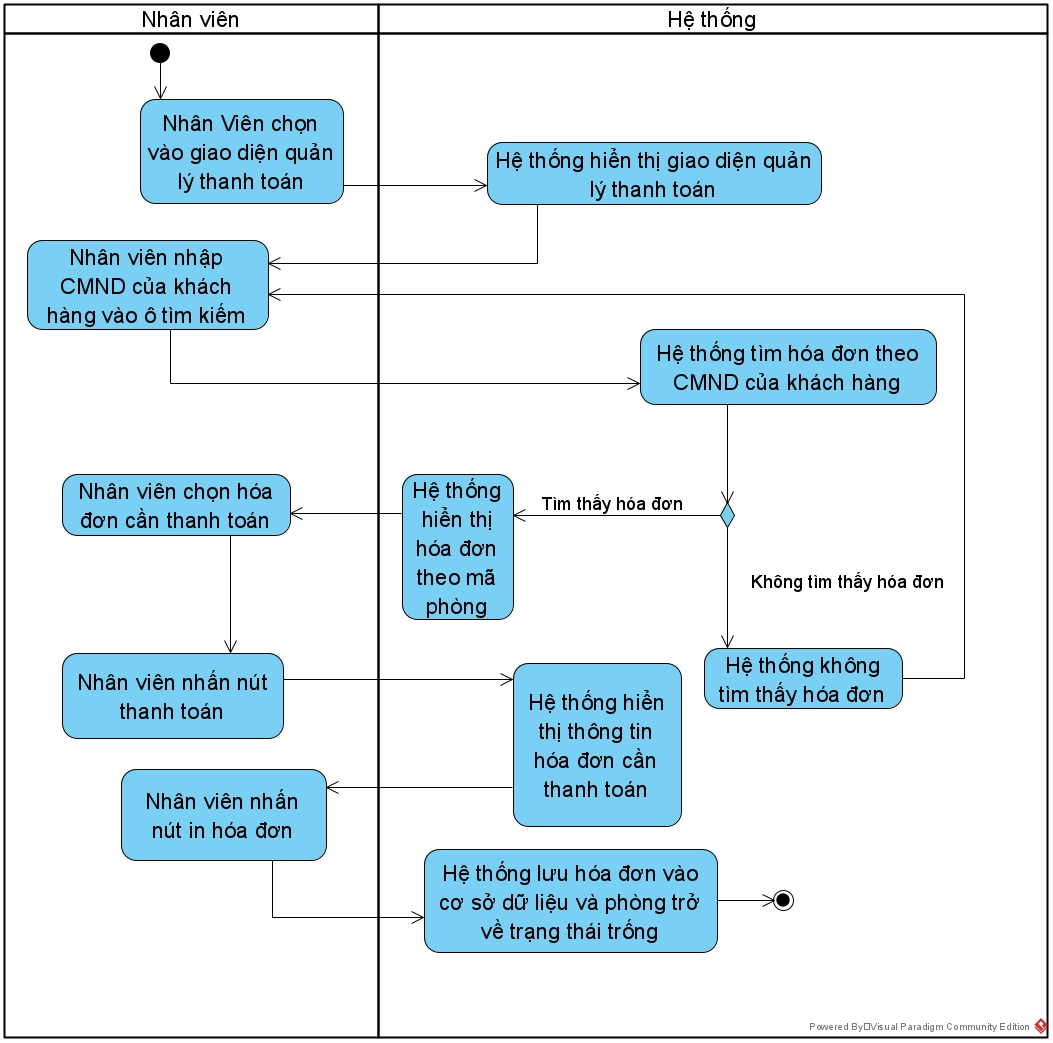 Nhân viên
Hệ thống
Nhân Viên chọn
vào giao diện quản
lý thanh toán
Hệ thống hiển thị giao diện quản
lý thanh toán
Nhân viên nhập
CMND của khách
hàng vào ô tìm kiếm
Hệ thống tìm hóa đơn theo
CMND của khách hàng
Nhân viên chọn hóa
đơn cần thanh toán
Hệ thống
hiển thị
hóa đơn
theo mã
phòng
Tìm thấy hóa đơn
Không tìm thấy hóa đơn
Hệ thống không
tìm thấy hóa đơn
Nhân viên nhấn nút
thanh toán
Hệ thống hiển
thị thông tin
hóa đơn cần
thanh toán
Nhân viên nhấn
nút in hóa đơn
Hệ thống lưu hóa đơn vào
cơ sở dữ liệu và phòng trở
về trạng thái trống
Powered By Visual Paradigm Community Edition